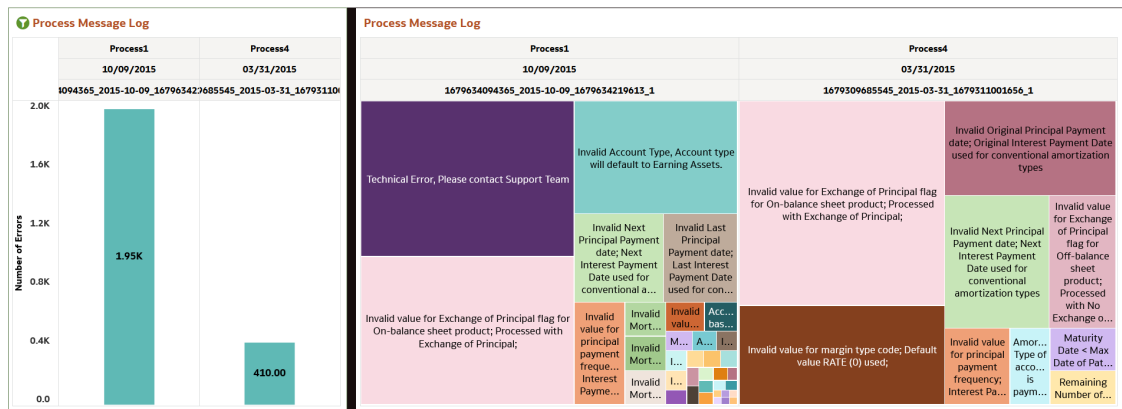 Process Message Log
Process1
Process4
10/09/2015
03/31/2015
4094365_2015-10-09_16796342
9685545_2015-03-31_1679311001
2.0K
1.6K
1.2K
0.8K
0.4K
0.0
Number of Errors
1.95K
410.00
Process Message Log
Process1
Process4
10/09/2015
03/31/2015
1679634094365_2015-10-09_1679634219613_1
1679309685545_2015-03-31_1679311001656_1
Technical Error, Please contact Support Team
Invalid value for Exchange of Principal flag for
On-balance sheet product; Processed with
Exchange of Principal;
Invalid Account Type, Account type
will default to Earning Assets.
Invalid Next
Principal Payment
date; Next
Interest Payment
Date used for
conventional a...
Invalid Last
Principal
Payment date;
Last Interest
Payment Date
used for con...
Invalid
value for
principal
payment
freque...
Interest
Payme...
Invalid
Mort...
Invalid
Mort...
Invalid
Mort...
Invalid
valu...
Acc...
bas...
M...
A...
I...
I...
I...
Invalid value for Exchange of Principal flag
for On-balance sheet product; Processed
with Exchange of Principal;
Invalid value for margin type code; Default
value RATE (0) used;
Invalid Original Principal Payment
date; Original Interest Payment Date
used for conventional amortization
types
Invalid Next Principal
Payment date; Next
Interest Payment
Date used for
conventional
amortization types
Invalid value
for Exchange
of Principal
flag for
Off-balance
sheet
product;
Processed
with No
Exchange o...
Invalid value
for principal
payment
frequency;
Interest Pa...
Amor...
Type of
acco...
is
paym...
Maturity
Date < Max
Date of Pat...
Remaining
Number of...